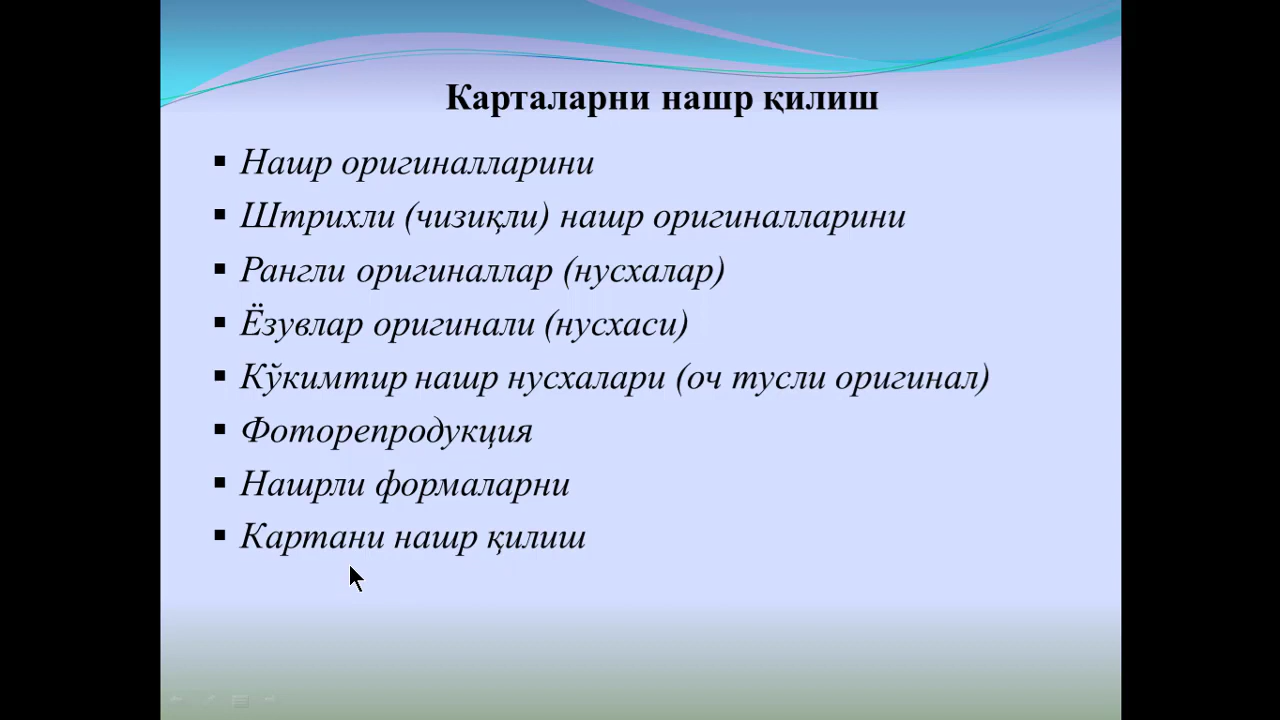 Карталарни нашр қилиш
Нашр оригиналларини
Штрихли (чизиқли) нашр оригиналларини
Рангли оригиналлар (нусхалар)
Ёзувлар оригинали (нусхаси)
Кўкимтир нашр нусхалари (оч тусли оригинал)
Фоторепродукция
Нашрли формаларни
Картани нашр қилиш